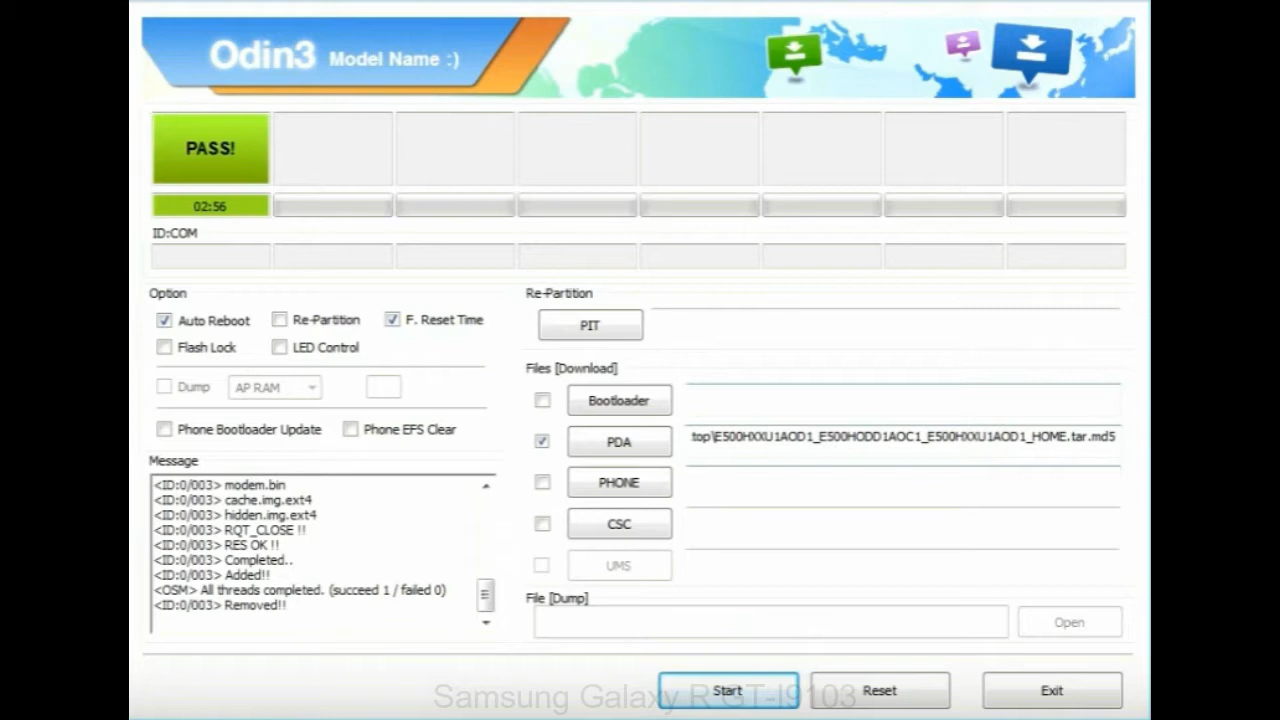 Odin3 Model Name :)
PASS!
02:56
ID:COM
Option
Auto Reboot
Re-Partition
F. Reset Time
Flash Lock
LED Control
Dump
AP RAM
Phone Bootloader Update
Phone EFS Clear
Message
<ID:0/003> modem.bin
<ID:0/003> cache.img.ext4
<ID:0/003> hidden.img.ext4
<ID:0/003> RQT_CLOSE !!
<ID:0/003> RES OK !!
<ID:0/003> Completed..
<ID:0/003> Added!!
<OSM> All threads completed. (succeed 1 / failed 0)
<ID:0/003> Removed!!
Re-Partition
PIT
Files [Download]
Bootloader
PDA
top\E500HXXU1AOD1_E500HODD1AOC1_E500HXXU1AOD1_HOME.tar.md5
PHONE
CSC
UMS
File [Dump]
Open
Start
Reset
Exit
Samsung Galaxy R GT-I9103